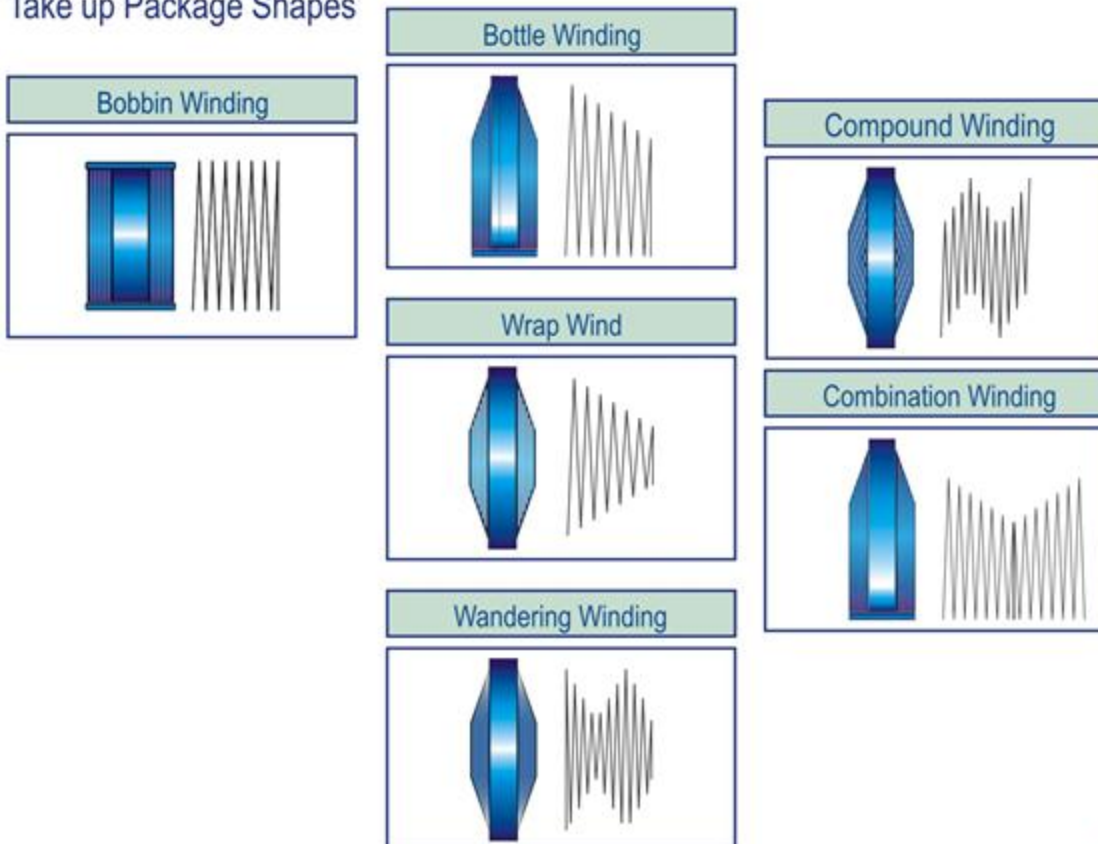 Take up Package Shapes
Bobbin Winding
Bottle Winding
Wrap Wind
Wandering Winding
Compound Winding
Combination Winding